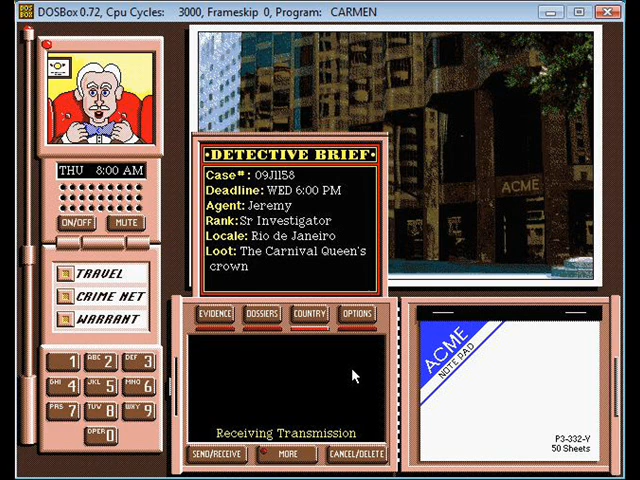 DOSBox 0.72, Cpu Cycles: 3000, Frameskip 0, Program: CARMEN
THU 8:00 AM
ON/OFF MUTE
TRAVEL
CRIME NET
WARRANT
1 ABC 2 DEF 3
GHI 4 JKL 5 MNO 6
PRS 7 TUV 8 WXY 9
OPER 0
ACME
•DETECTIVE BRIEF•
Case#: 09J1158
Deadline: WED 6:00 PM
Agent: Jeremy
Rank: Sr Investigator
Locale: Rio de Janeiro
Loot: The Carnival Queen's
crown
EVIDENCE DOSSIERS COUNTRY OPTIONS
Receiving Transmission
SEND/RECEIVE MORE CANCEL/DELETE
ACME
NOTE PAD
P3-332-Y
50 Sheets